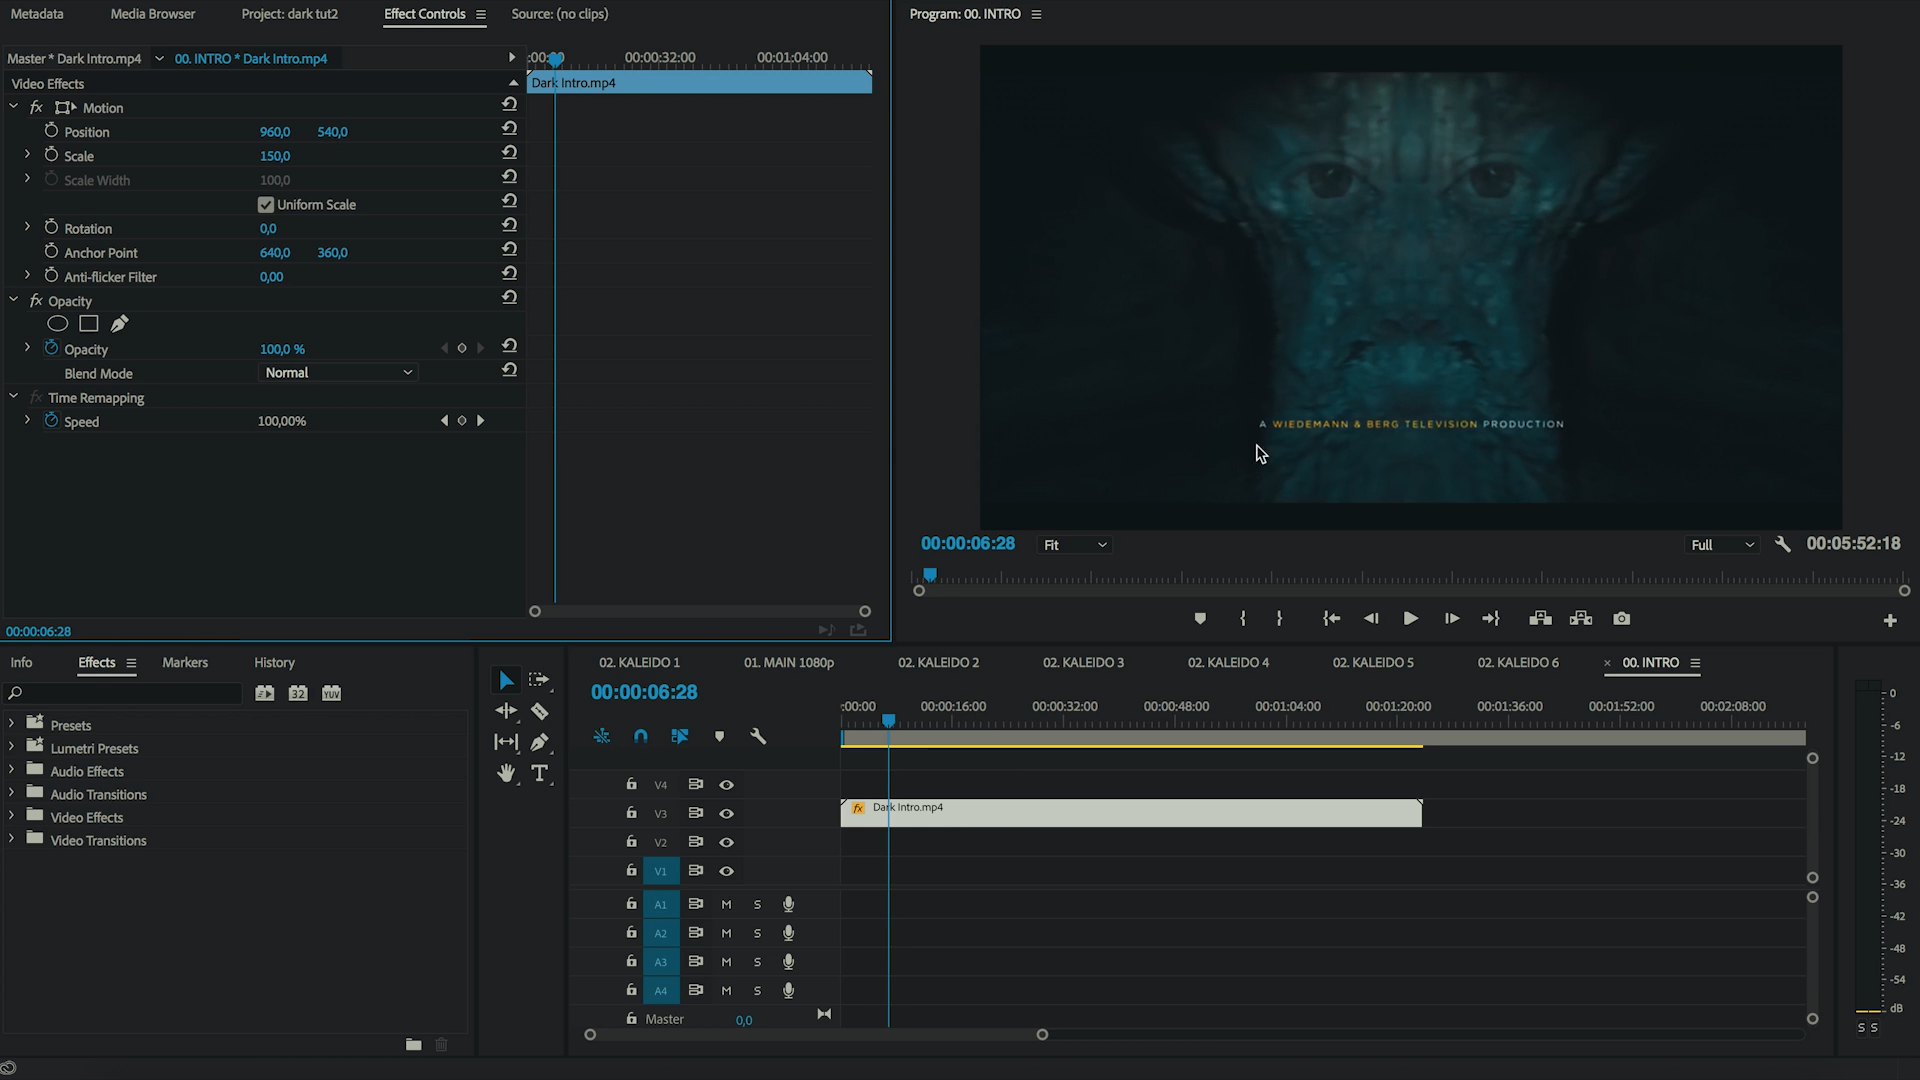 Metadata
Media Browser
Project: dark tut2
Effect Controls
Source: (no clips)
Program: 00. INTRO
Master * Dark Intro.mp4
00. INTRO * Dark Intro.mp4
00:00:32:00
00:01:04:00
Video Effects
Dark Intro.mp4
fx Motion
Position 960,0 540,0
Scale 150,0
Scale Width 100,0
Uniform Scale
Rotation 0,0
Anchor Point 640,0 360,0
Anti-flicker Filter 0,00
fx Opacity
Opacity 100,0 %
Blend Mode Normal
fx Time Remapping
Speed 100,00%
00:00:06:28
A WIEDEMANN & BERG TELEVISION PRODUCTION
00:00:06:28
Fit
Full
00:05:52:18
Info
Effects
Markers
History
32
YUV
Presets
Lumetri Presets
Audio Effects
Audio Transitions
Video Effects
Video Transitions
02. KALEIDO 1
01. MAIN 1080p
02. KALEIDO 2
02. KALEIDO 3
02. KALEIDO 4
02. KALEIDO 5
02. KALEIDO 6
× 00. INTRO
00:00:06:28
:00:00
00:00:16:00
00:00:32:00
00:00:48:00
00:01:04:00
00:01:20:00
00:01:36:00
00:01:52:00
00:02:08:00
V4
V3
fx Dark Intro.mp4
V2
V1
A1 M S
A2 M S
A3 M S
A4 M S
Master 0,0
0
-6
-12
-18
-24
-30
-36
-42
-48
-54
dB
S S